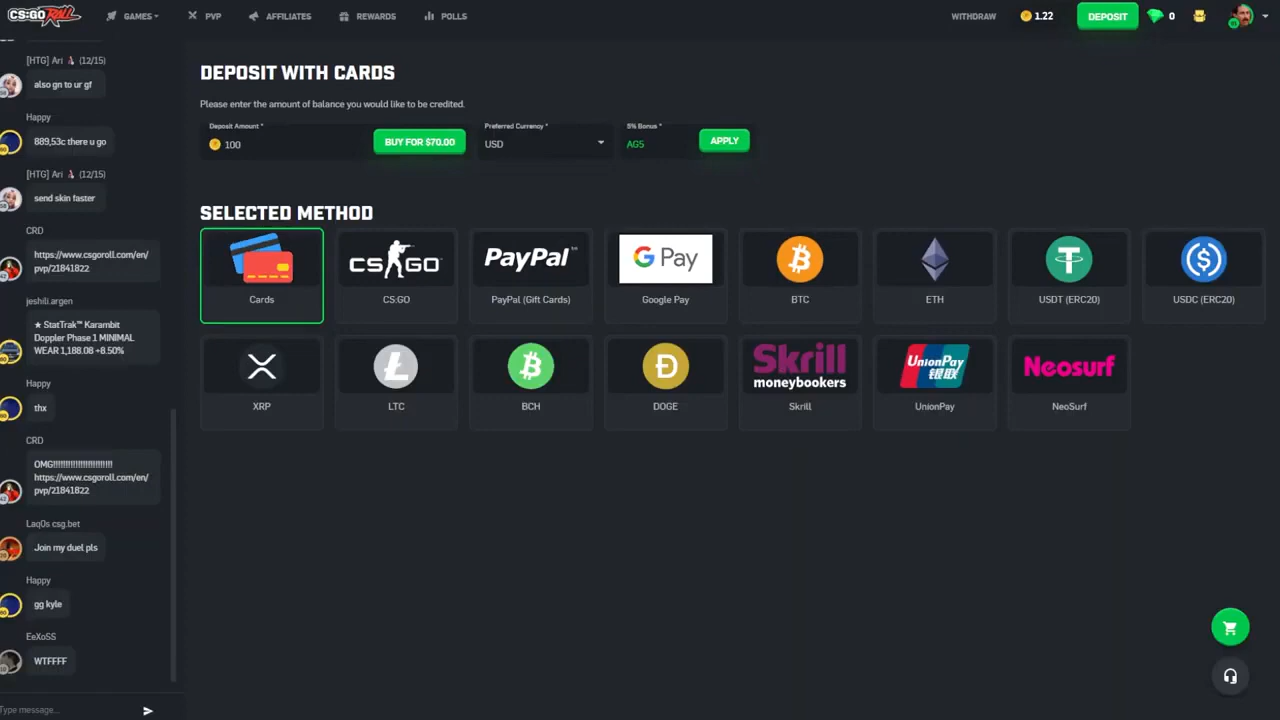 CS:GO ROLL
GAMES
PVP
AFFILIATES
REWARDS
POLLS
WITHDRAW
1.22
DEPOSIT
0
[HTG] Ari (12/15)
also gn to ur gf
Happy
889,53c there u go
[HTG] Ari (12/15)
send skin faster
CRD
https://www.csgoroll.com/en/
pvp/21841822
jeshili.argen
★ StatTrak™ Karambit
Doppler Phase 1 MINIMAL
WEAR 1,188.08 +8.50%
Happy
thx
CRD
OMG!!!!!!!!!!!!!!!!!!!!!!!!!
https://www.csgoroll.com/en/
pvp/21841822
Laq0s csg.bet
Join my duel pls
Happy
gg kyle
EeXoSS
WTFFFF
Type message...
DEPOSIT WITH CARDS
Please enter the amount of balance you would like to be credited.
Deposit Amount *
100
BUY FOR $70.00
Preferred Currency *
USD
5% Bonus *
AG5
APPLY
SELECTED METHOD
Cards
CS:GO
CS:GO
PayPal™
PayPal (Gift Cards)
G Pay
Google Pay
BTC
ETH
USDT (ERC20)
USDC (ERC20)
XRP
LTC
BCH
DOGE
Skrill
moneybookers
Skrill
UnionPay
银联
UnionPay
Neosurf
NeoSurf